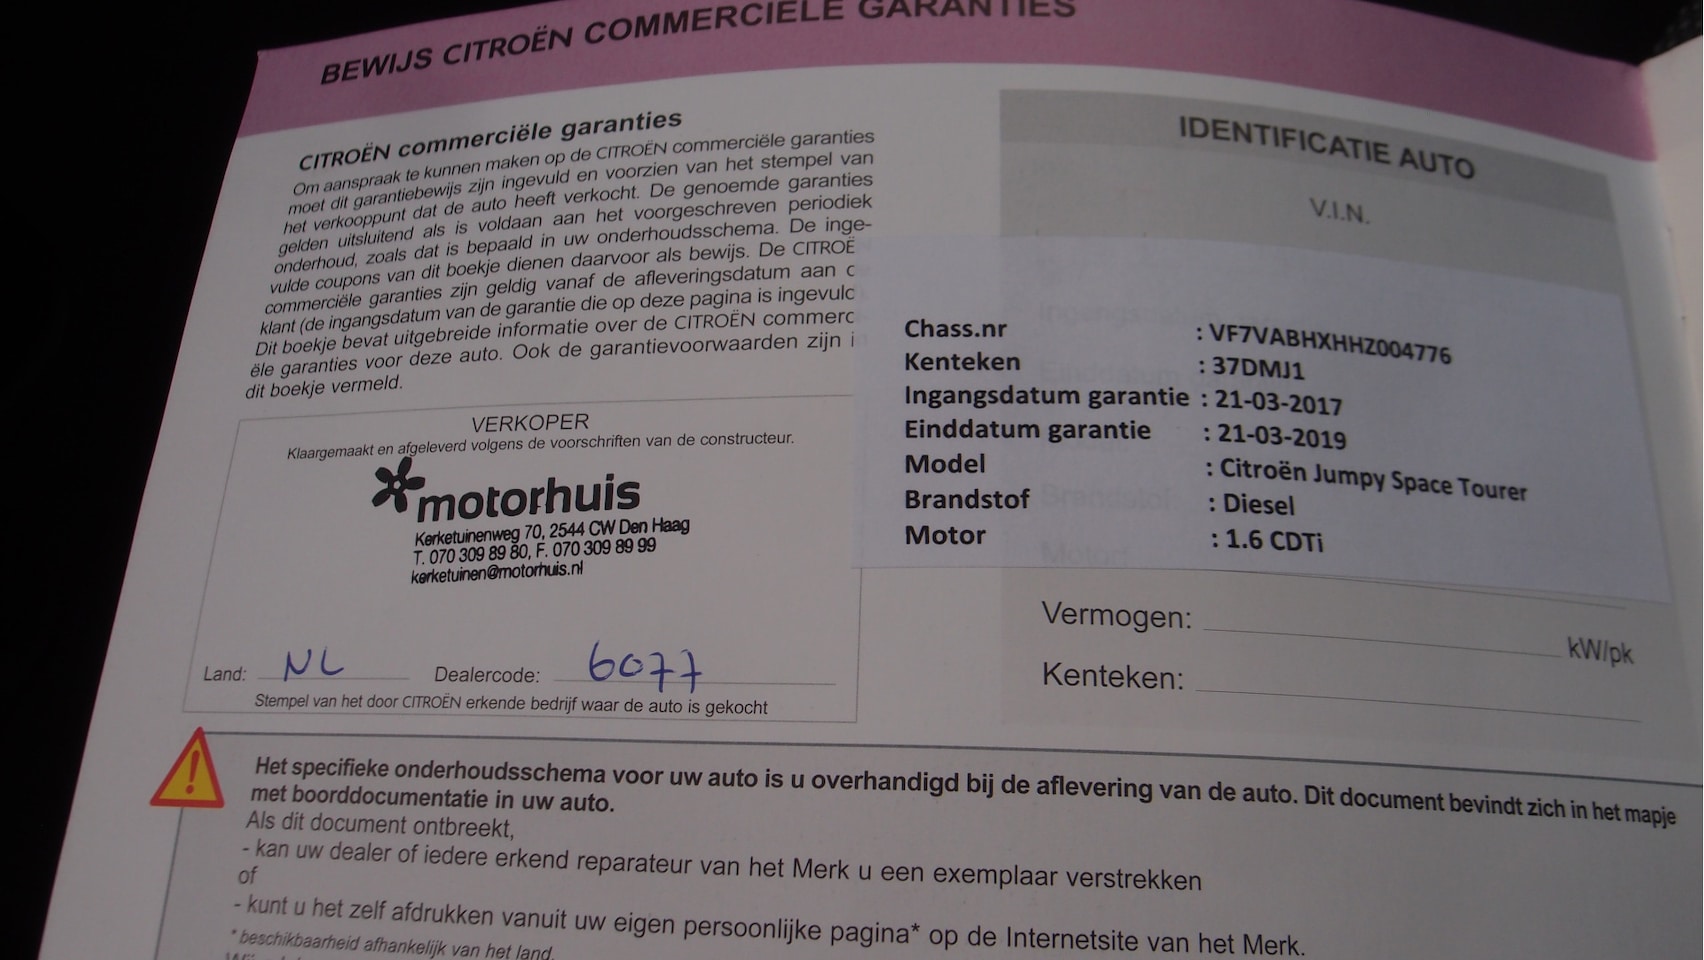 BEWIJS CITROËN COMMERCIËLE GARANTIES
CITROËN commerciële garanties
Om aanspraak te kunnen maken op de CITROËN commerciële garanties
moet dit garantiebewijs zijn ingevuld en voorzien van het stempel van
het verkooppunt dat de auto heeft verkocht. De genoemde garanties
gelden uitsluitend als is voldaan aan het voorgeschreven periodiek
onderhoud, zoals dat is bepaald in uw onderhoudsschema. De inge-
vulde coupons van dit boekje dienen daarvoor als bewijs. De CITROË
commerciële garanties zijn geldig vanaf de afleveringsdatum aan d
klant (de ingangsdatum van de garantie die op deze pagina is ingevuld
Dit boekje bevat uitgebreide informatie over de CITROËN commerc
ële garanties voor deze auto. Ook de garantievoorwaarden zijn i
dit boekje vermeld.
VERKOPER
Klaargemaakt en afgeleverd volgens de voorschriften van de constructeur.
motorhuis
Kerketuinenweg 70, 2544 CW Den Haag
T. 070 309 89 80, F. 070 309 89 99
kerketuinen@motorhuis.nl
Land: NL Dealercode: 6077
Stempel van het door CITROËN erkende bedrijf waar de auto is gekocht
IDENTIFICATIE AUTO
V.I.N.
Chass.nr : VF7VABHXHHZ004776
Kenteken : 37DMJ1
Ingangsdatum garantie : 21-03-2017
Einddatum garantie : 21-03-2019
Model : Citroën Jumpy Space Tourer
Brandstof : Diesel
Motor : 1.6 CDTi
Vermogen: kW/pk
Kenteken:
Het specifieke onderhoudsschema voor uw auto is u overhandigd bij de aflevering van de auto. Dit document bevindt zich in het mapje
met boorddocumentatie in uw auto.
Als dit document ontbreekt,
- kan uw dealer of iedere erkend reparateur van het Merk u een exemplaar verstrekken
of
- kunt u het zelf afdrukken vanuit uw eigen persoonlijke pagina* op de Internetsite van het Merk.
* beschikbaarheid afhankelijk van het land.